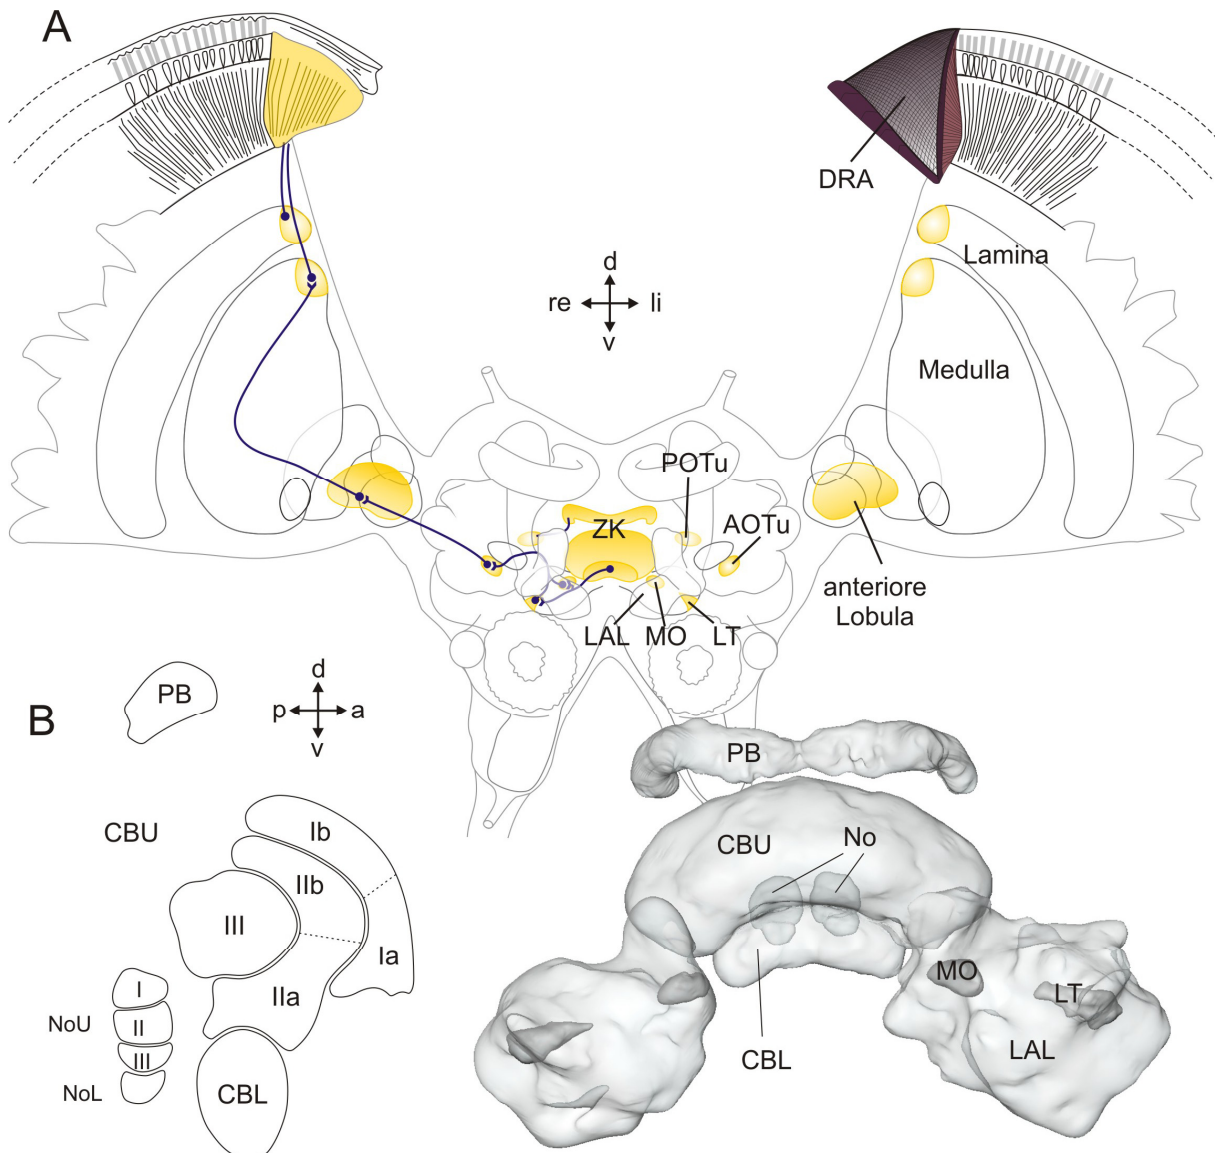 A
DRA
Lamina
d
re
li
v
Medulla
POTu
ZK
AOTu
anteriore
Lobula
LAL
MO
LT
B
PB
d
p
a
v
PB
CBU
Ib
CBU
No
IIb
III
Ia
MO
I
IIa
LT
NoU
II
LAL
III
CBL
NoL
CBL